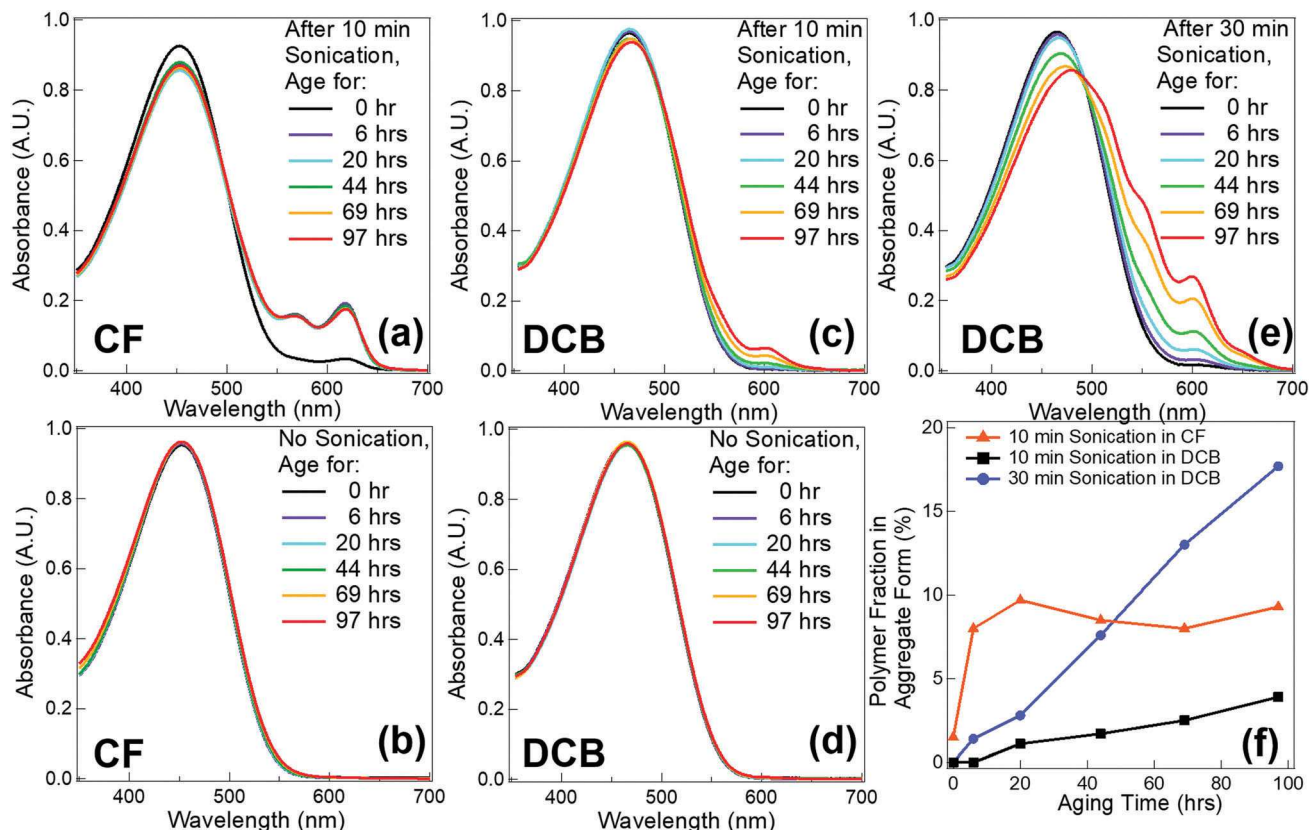 After 10 min
Sonication,
Age for:
0 hr
6 hrs
20 hrs
44 hrs
69 hrs
97 hrs
CF
(a)
1.0
0.8
0.6
0.4
0.2
0.0
Absorbance (A.U.)
400
500
600
700
Wavelength (nm)
After 10 min
Sonication,
Age for:
0 hr
6 hrs
20 hrs
44 hrs
69 hrs
97 hrs
DCB
(c)
1.0
0.8
0.6
0.4
0.2
0.0
Absorbance (A.U.)
400
500
600
700
Wavelength (nm)
After 30 min
Sonication,
Age for:
0 hr
6 hrs
20 hrs
44 hrs
69 hrs
97 hrs
DCB
(e)
1.0
0.8
0.6
0.4
0.2
0.0
Absorbance (A.U.)
400
500
600
700
Wavelength (nm)
No Sonication,
Age for:
0 hr
6 hrs
20 hrs
44 hrs
69 hrs
97 hrs
CF
(b)
1.0
0.8
0.6
0.4
0.2
0.0
Absorbance (A.U.)
400
500
600
700
Wavelength (nm)
No Sonication,
Age for:
0 hr
6 hrs
20 hrs
44 hrs
69 hrs
97 hrs
DCB
(d)
1.0
0.8
0.6
0.4
0.2
0.0
Absorbance (A.U.)
400
500
600
700
Wavelength (nm)
10 min Sonication in CF
10 min Sonication in DCB
30 min Sonication in DCB
(f)
20
15
10
5
0
Polymer Fraction in
Aggregate Form (%)
0
20
40
60
80
100
Aging Time (hrs)